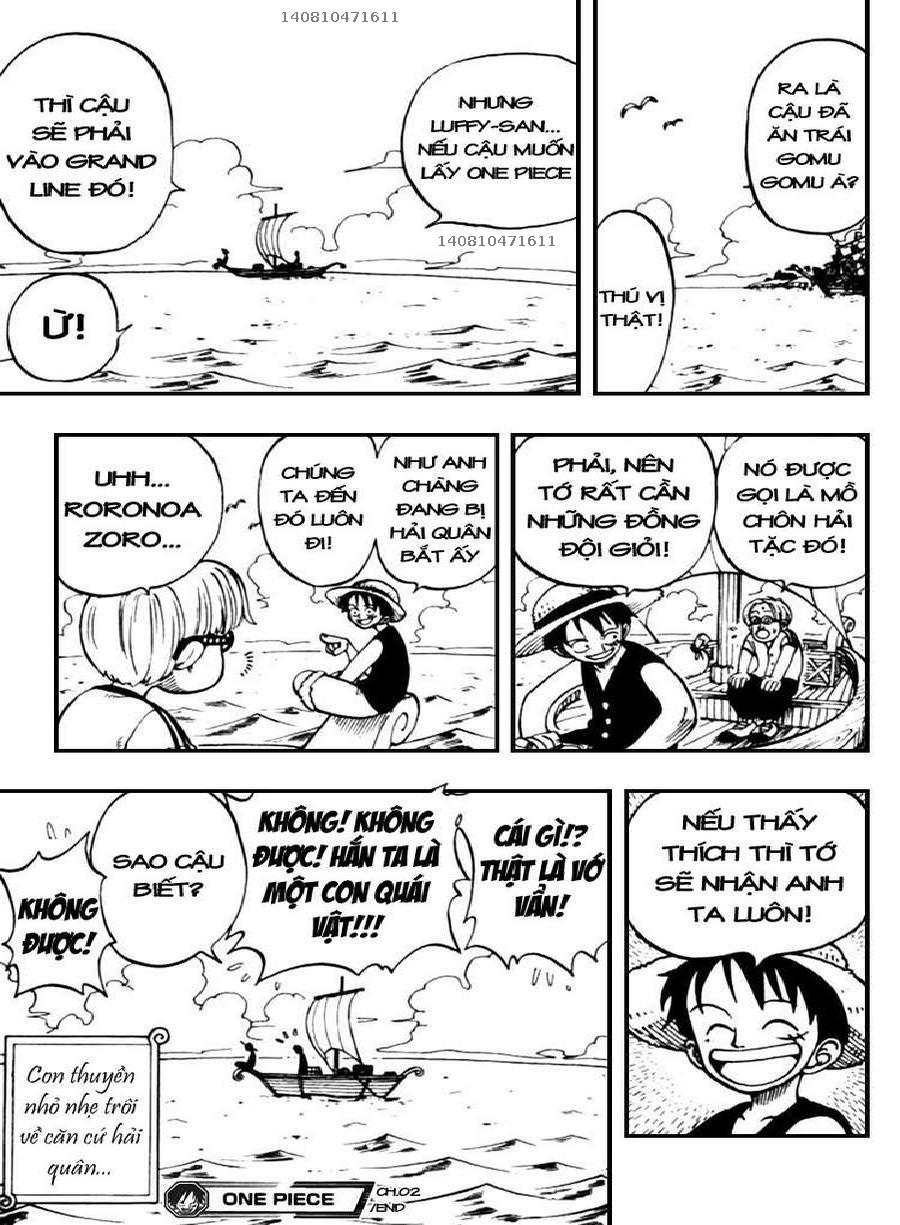 140810471611
RA LÀ
CẬU ĐÃ
ĂN TRÁI
GOMU
GOMU À?
THÚ VỊ
THẬT!
NHƯNG
LUFFY-SAN...
NẾU CẬU MUỐN
LẤY ONE PIECE
140810471611
THÌ CẬU
SẼ PHẢI
VÀO GRAND
LINE ĐÓ!
Ừ!
NÓ ĐƯỢC
GỌI LÀ MỒ
CHÔN HẢI
TẶC ĐÓ!
PHẢI, NÊN
TỚ RẤT CẦN
NHỮNG ĐỒNG
ĐỘI GIỎI!
NHƯ ANH
CHÀNG
ĐANG BỊ
HẢI QUÂN
BẮT ẤY
CHÚNG
TA ĐẾN
ĐÓ LUÔN
ĐI!
UHH...
RORONOA
ZORO...
NẾU THẤY
THÍCH THÌ TỚ
SẼ NHẬN ANH
TA LUÔN!
CÁI GÌ!?
THẬT LÀ VỚ
VẨN!
KHÔNG! KHÔNG
ĐƯỢC! HẮN TA LÀ
MỘT CON QUÁI
VẬT!!!
SAO CẬU
BIẾT?
KHÔNG
ĐƯỢC!
Con thuyền
nhỏ nhẹ trôi
về căn cứ hải
quân...
ONE PIECE
CH.02
/END